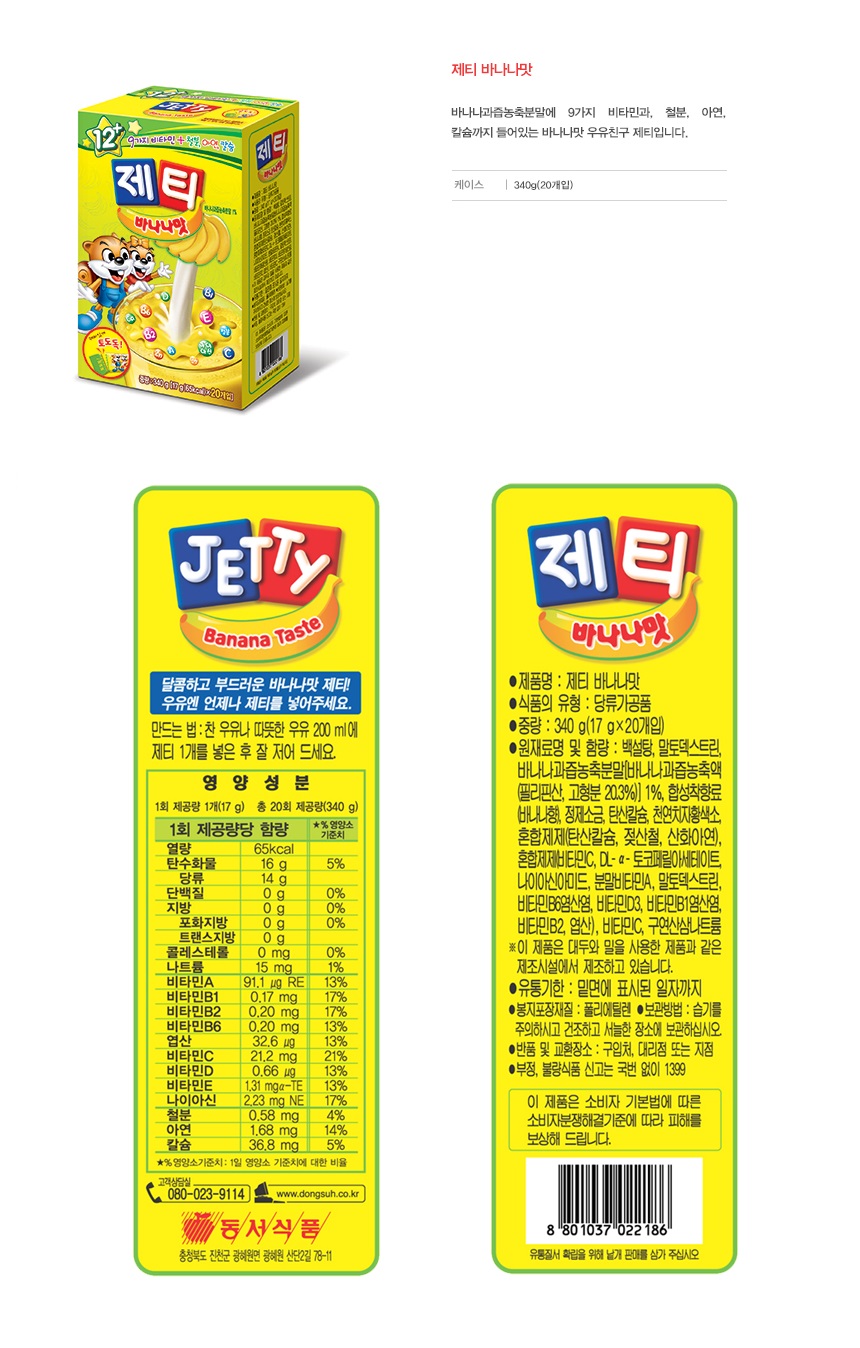 제티 바나나맛
바나나과즙농축분말에 9가지 비타민과, 철분, 아연,
칼슘까지 들어있는 바나나맛 우유친구 제티입니다.
케이스 340g(20개입)
JETTY
Banana Taste
12+
9가지 비타민 + 철분, 아연, 칼슘
제티
바나나맛
제티
바나나맛
B1
B6
E
B2
C
토도독!
중량 : 340 g (17 g(65kcal)×20개입)
JETTY
Banana Taste
달콤하고 부드러운 바나나맛 제티!
우유엔 언제나 제티를 넣어주세요.
만드는 법 : 찬 우유나 따뜻한 우유 200 ml에
제티 1개를 넣은 후 잘 저어 드세요.
영 양 성 분
1회 제공량 1개(17 g) 총 20회 제공량(340 g)
1회 제공량당 함량 ★% 영양소 기준치
열량 65kcal
탄수화물 16 g 5%
당류 14 g
단백질 0 g 0%
지방 0 g 0%
포화지방 0 g 0%
트랜스지방 0 g
콜레스테롤 0 mg 0%
나트륨 15 mg 1%
비타민A 91.1 μg RE 13%
비타민B1 0.17 mg 17%
비타민B2 0.20 mg 17%
비타민B6 0.20 mg 13%
엽산 32.6 μg 13%
비타민C 21.2 mg 21%
비타민D 0.66 μg 13%
비타민E 1.31 mgα-TE 13%
나이아신 2.23 mg NE 17%
철분 0.58 mg 4%
아연 1.68 mg 14%
칼슘 36.8 mg 5%
★% 영양소기준치 : 1일 영양소 기준치에 대한 비율
고객상담실
080-023-9114 www.dongsuh.co.kr
동서식품
충청북도 진천군 광혜원면 광혜원 산단2길 78-11
제티
바나나맛
●제품명 : 제티 바나나맛
●식품의 유형 : 당류가공품
●중량 : 340 g(17 g×20개입)
●원재료명 및 함량 : 백설탕, 말토덱스트린,
바나나과즙농축분말[바나나과즙농축액
(필리핀산, 고형분 20.3%)] 1%, 합성착향료
(바나나향), 정제소금, 탄산칼슘, 천연치자황색소,
혼합제제(탄산칼슘, 젖산철, 산화아연),
혼합제제(비타민C, DL-α-토코페릴아세테이트,
나이아신아미드, 분말비타민A, 말토덱스트린,
비타민B6염산염, 비타민D3, 비타민B1염산염,
비타민B2, 엽산), 비타민C, 구연산삼나트륨
※이 제품은 대두와 밀을 사용한 제품과 같은
제조시설에서 제조하고 있습니다.
●유통기한 : 밑면에 표시된 일자까지
●봉지포장재질 : 폴리에틸렌 ●보관방법 : 습기를
주의하시고 건조하고 서늘한 장소에 보관하십시오.
●반품 및 교환장소 : 구입처, 대리점 또는 지점
●부정, 불량식품 신고는 국번 없이 1399
이 제품은 소비자 기본법에 따른
소비자분쟁해결기준에 따라 피해를
보상해 드립니다.
8 801037 022186
유통질서 확립을 위해 낱개 판매를 삼가 주십시오